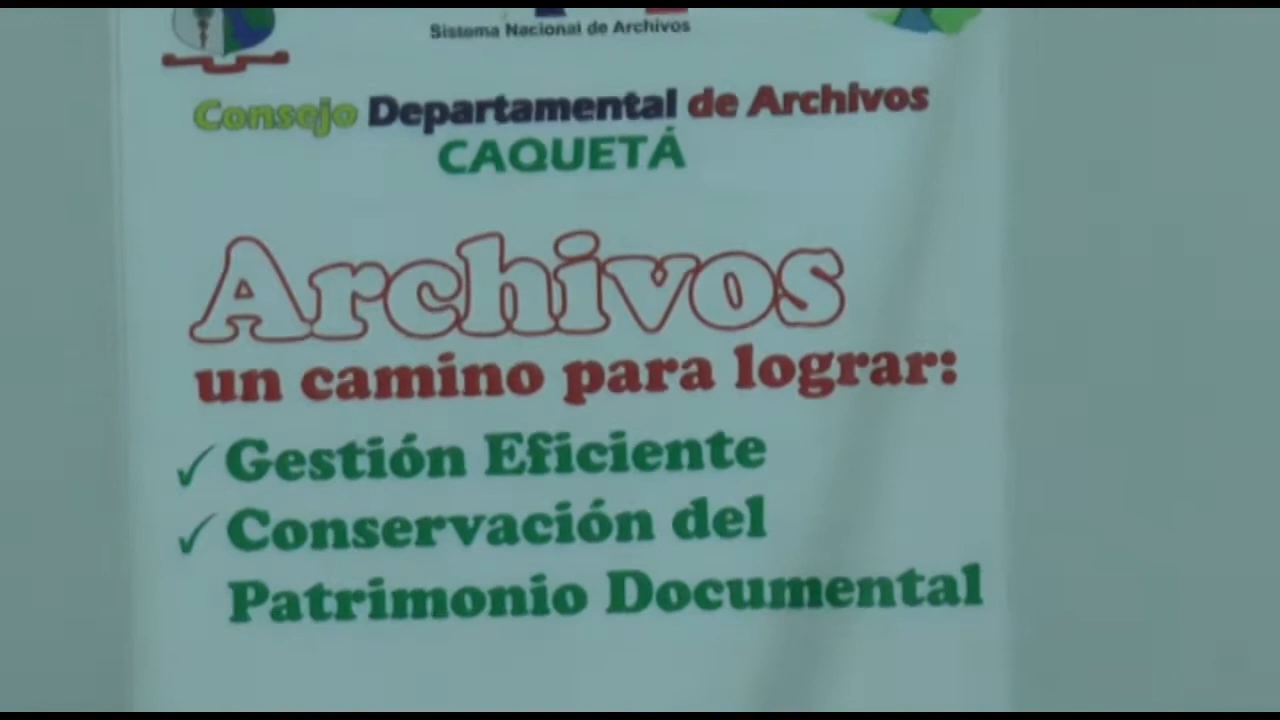 Sistema Nacional de Archivos
Consejo Departamental de Archivos
CAQUETÁ
Archivos
un camino para lograr:
✓ Gestión Eficiente
✓ Conservación del
Patrimonio Documental